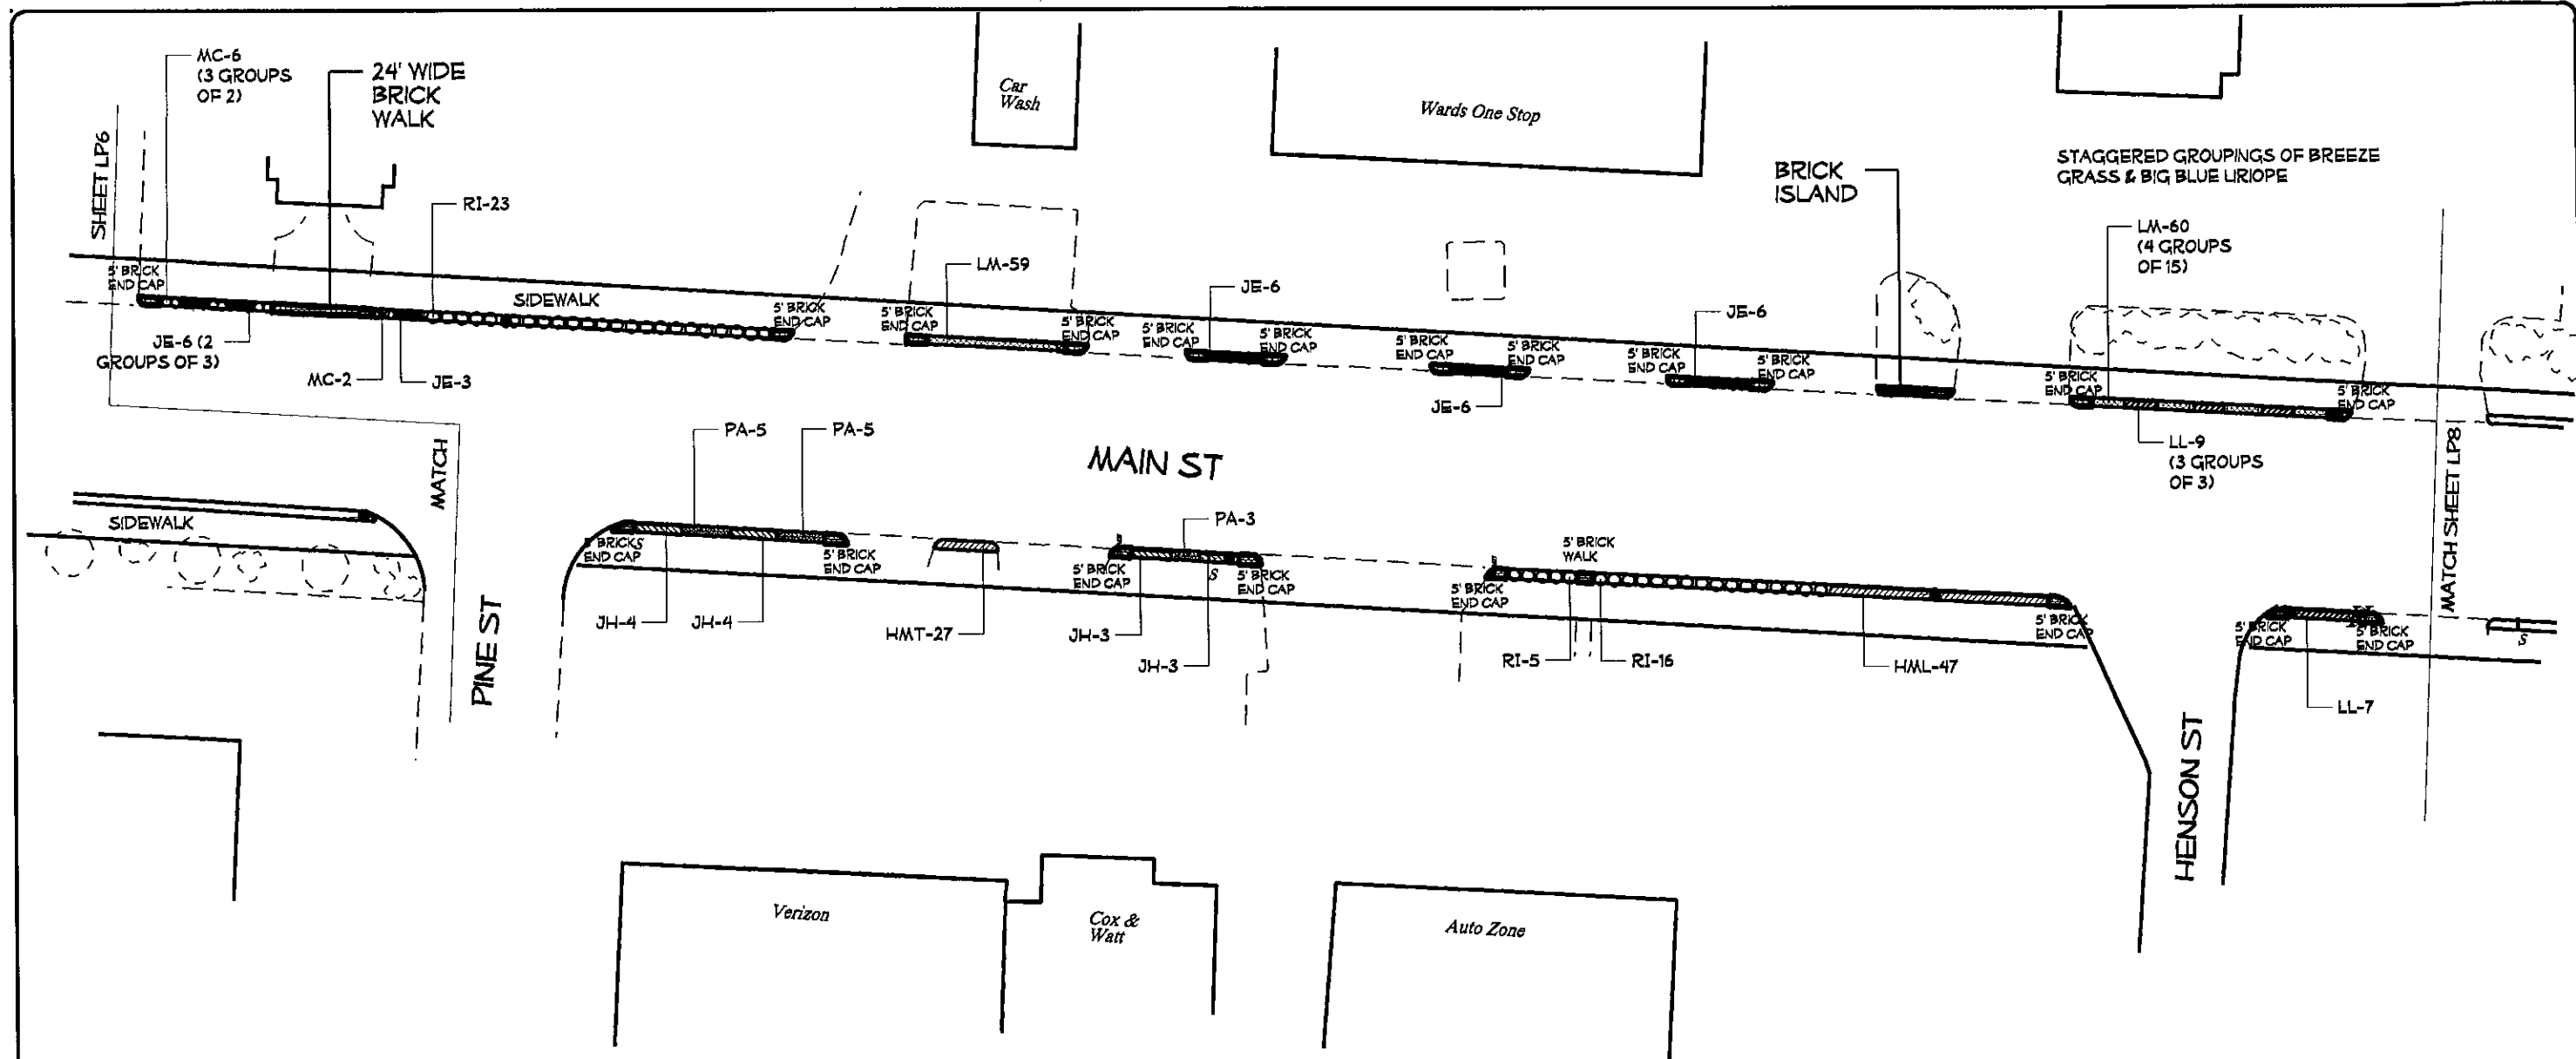 MC-6
(3 GROUPS
OF 2)
24' WIDE
BRICK
WALK
Car
Wash
Wards One Stop
BRICK
ISLAND
STAGGERED GROUPINGS OF BREEZE
GRASS & BIG BLUE LIRIOPE
SHEET LP6
RI-23
LM-60
(4 GROUPS
OF 15)
5' BRICK
END CAP
SIDEWALK
5' BRICK
END CAP
5' BRICK
END CAP
LM-59
5' BRICK
END CAP
5' BRICK
END CAP
JE-6
5' BRICK
END CAP
5' BRICK
END CAP
5' BRICK
END CAP
5' BRICK
END CAP
JE-6
5' BRICK
END CAP
5' BRICK
END CAP
5' BRICK
END CAP
JE-6 (2
GROUPS OF 3)
MC-2
JE-3
JE-6
LL-9
(3 GROUPS
OF 3)
MATCH
PA-5
PA-5
MAIN ST
MATCH SHEET LP8
SIDEWALK
5' BRICK
END CAP
S
5' BRICK
END CAP
PA-3
5' BRICK
END CAP
S
5' BRICK
END CAP
5' BRICK
WALK
5' BRICK
END CAP
5' BRICK
END CAP
5' BRICK
END CAP
5' BRICK
END CAP
S
PINE ST
JH-4
JH-4
HMT-27
JH-3
JH-3
RI-5
RI-16
HML-47
LL-7
HENSON ST
Verizon
Cox &
Watt
Auto Zone